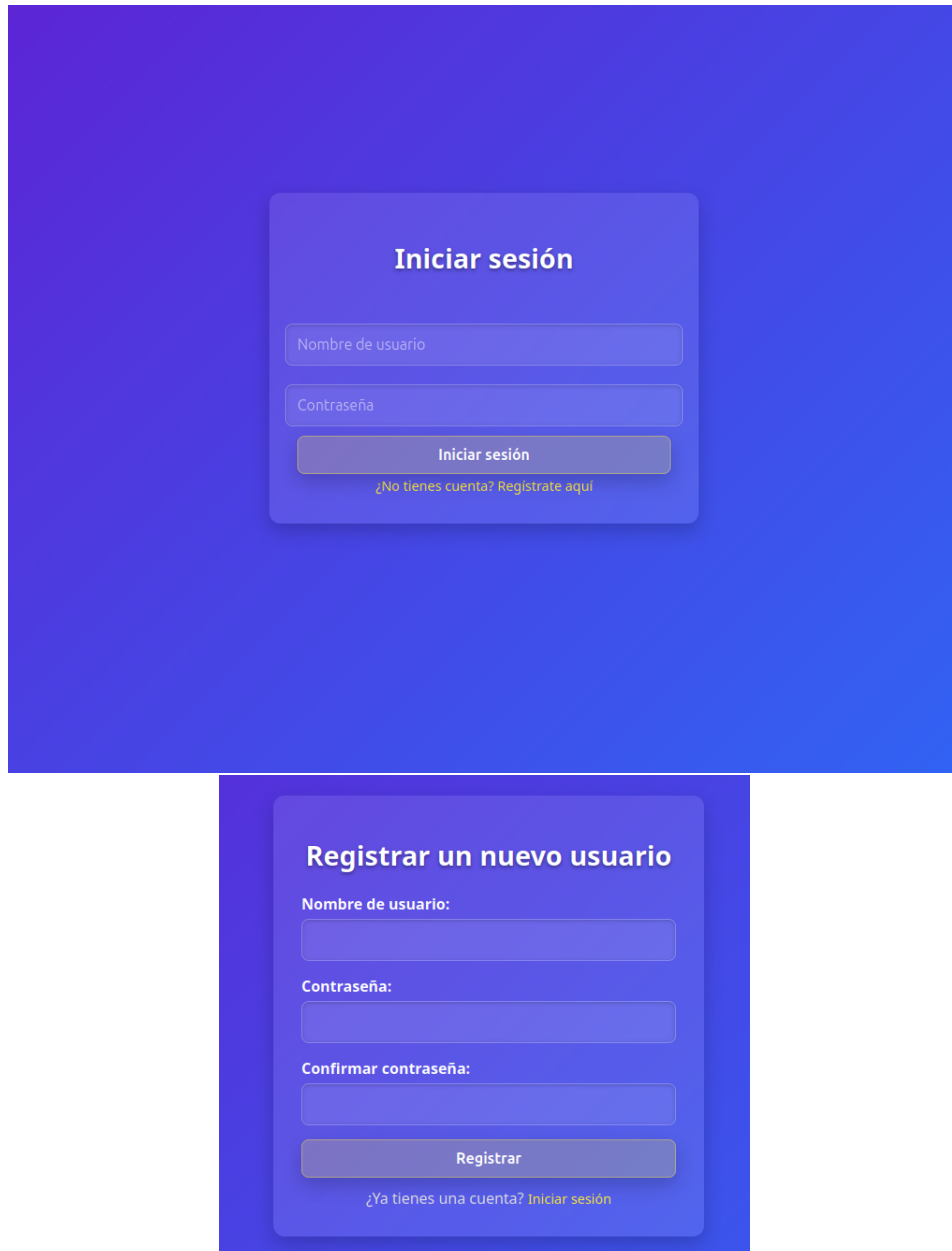 Iniciar sesión
Nombre de usuario
Contraseña
Iniciar sesión
¿No tienes cuenta? Regístrate aquí
Registrar un nuevo usuario
Nombre de usuario:
Contraseña:
Confirmar contraseña:
Registrar
¿Ya tienes una cuenta? Iniciar sesión